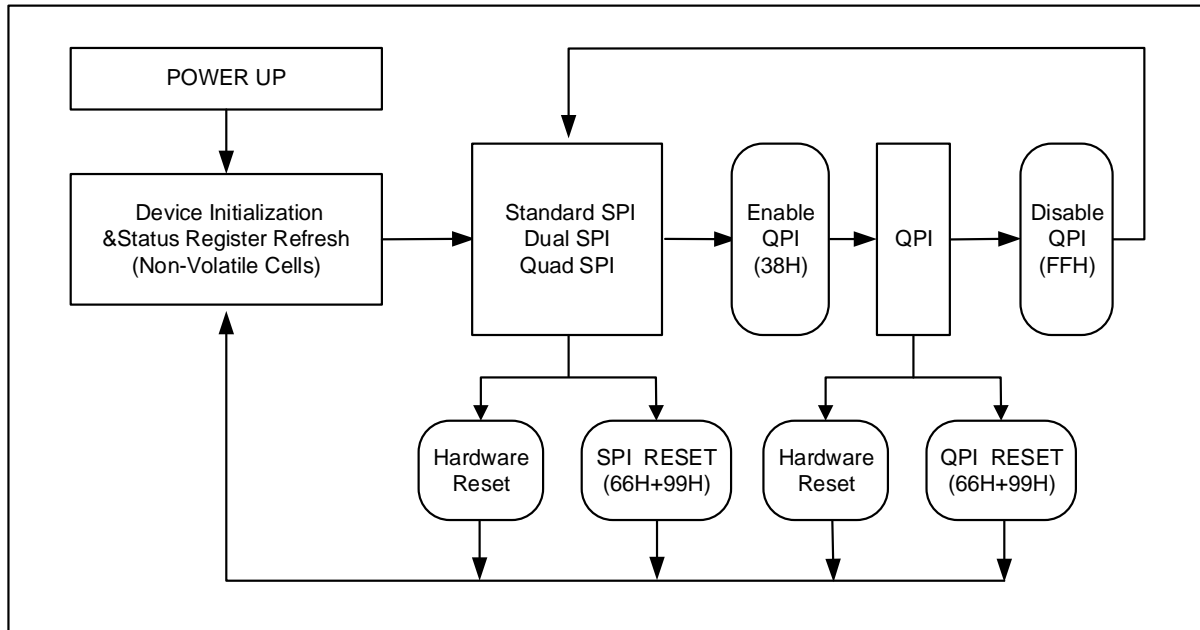 POWER UP
Device Initialization
&Status Register Refresh
(Non-Volatile Cells)
Standard SPI
Dual SPI
Quad SPI
Enable
QPI
(38H)
QPI
Disable
QPI
(FFH)
Hardware
Reset
SPI RESET
(66H+99H)
Hardware
Reset
QPI RESET
(66H+99H)